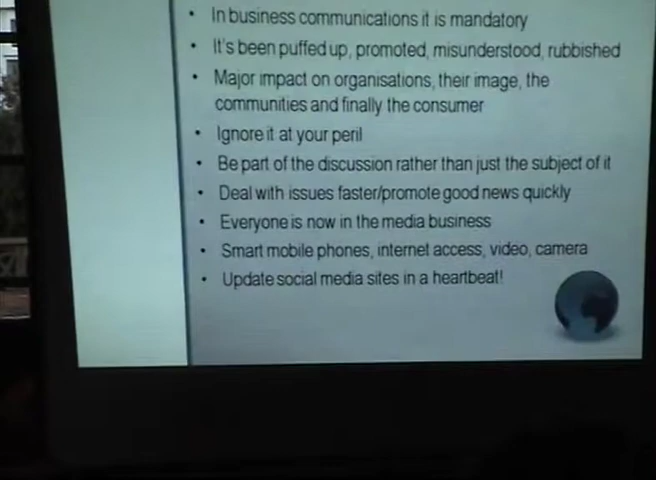 • In business communications it is mandatory
• It's been puffed up, promoted, misunderstood, rubbished
• Major impact on organisations, their image, the
communities and finally the consumer
• Ignore it at your peril
• Be part of the discussion rather than just the subject of it
• Deal with issues faster/promote good news quickly
• Everyone is now in the media business
• Smart mobile phones, internet access, video, camera
• Update social media sites in a heartbeat!